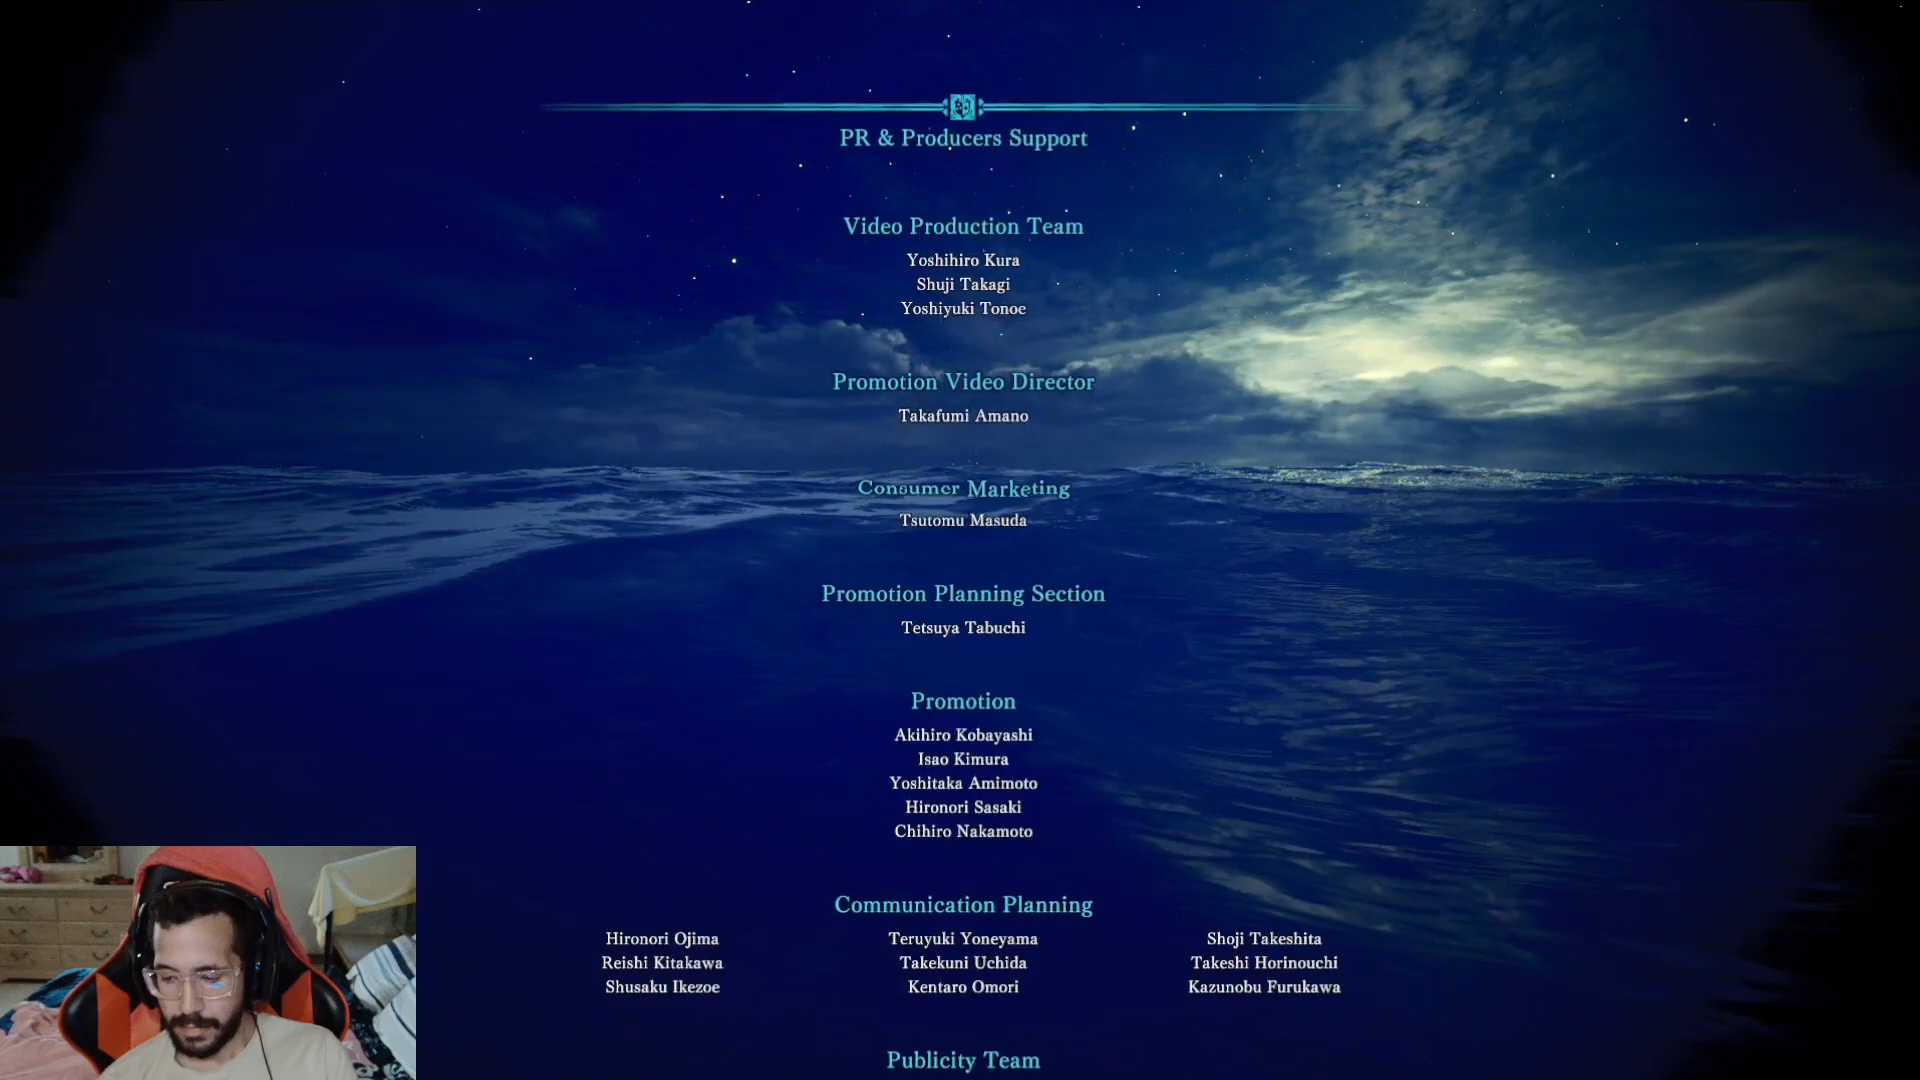 PR & Producers Support
Video Production Team
Yoshihiro Kura
Shuji Takagi
Yoshiyuki Tonoe
Promotion Video Director
Takafumi Amano
Consumer Marketing
Tsutomu Masuda
Promotion Planning Section
Tetsuya Tabuchi
Promotion
Akihiro Kobayashi
Isao Kimura
Yoshitaka Amimoto
Hironori Sasaki
Chihiro Nakamoto
Communication Planning
Hironori Ojima Teruyuki Yoneyama Shoji Takeshita
Reishi Kitakawa Takekuni Uchida Takeshi Horinouchi
Shusaku Ikezoe Kentaro Omori Kazunobu Furukawa
Publicity Team